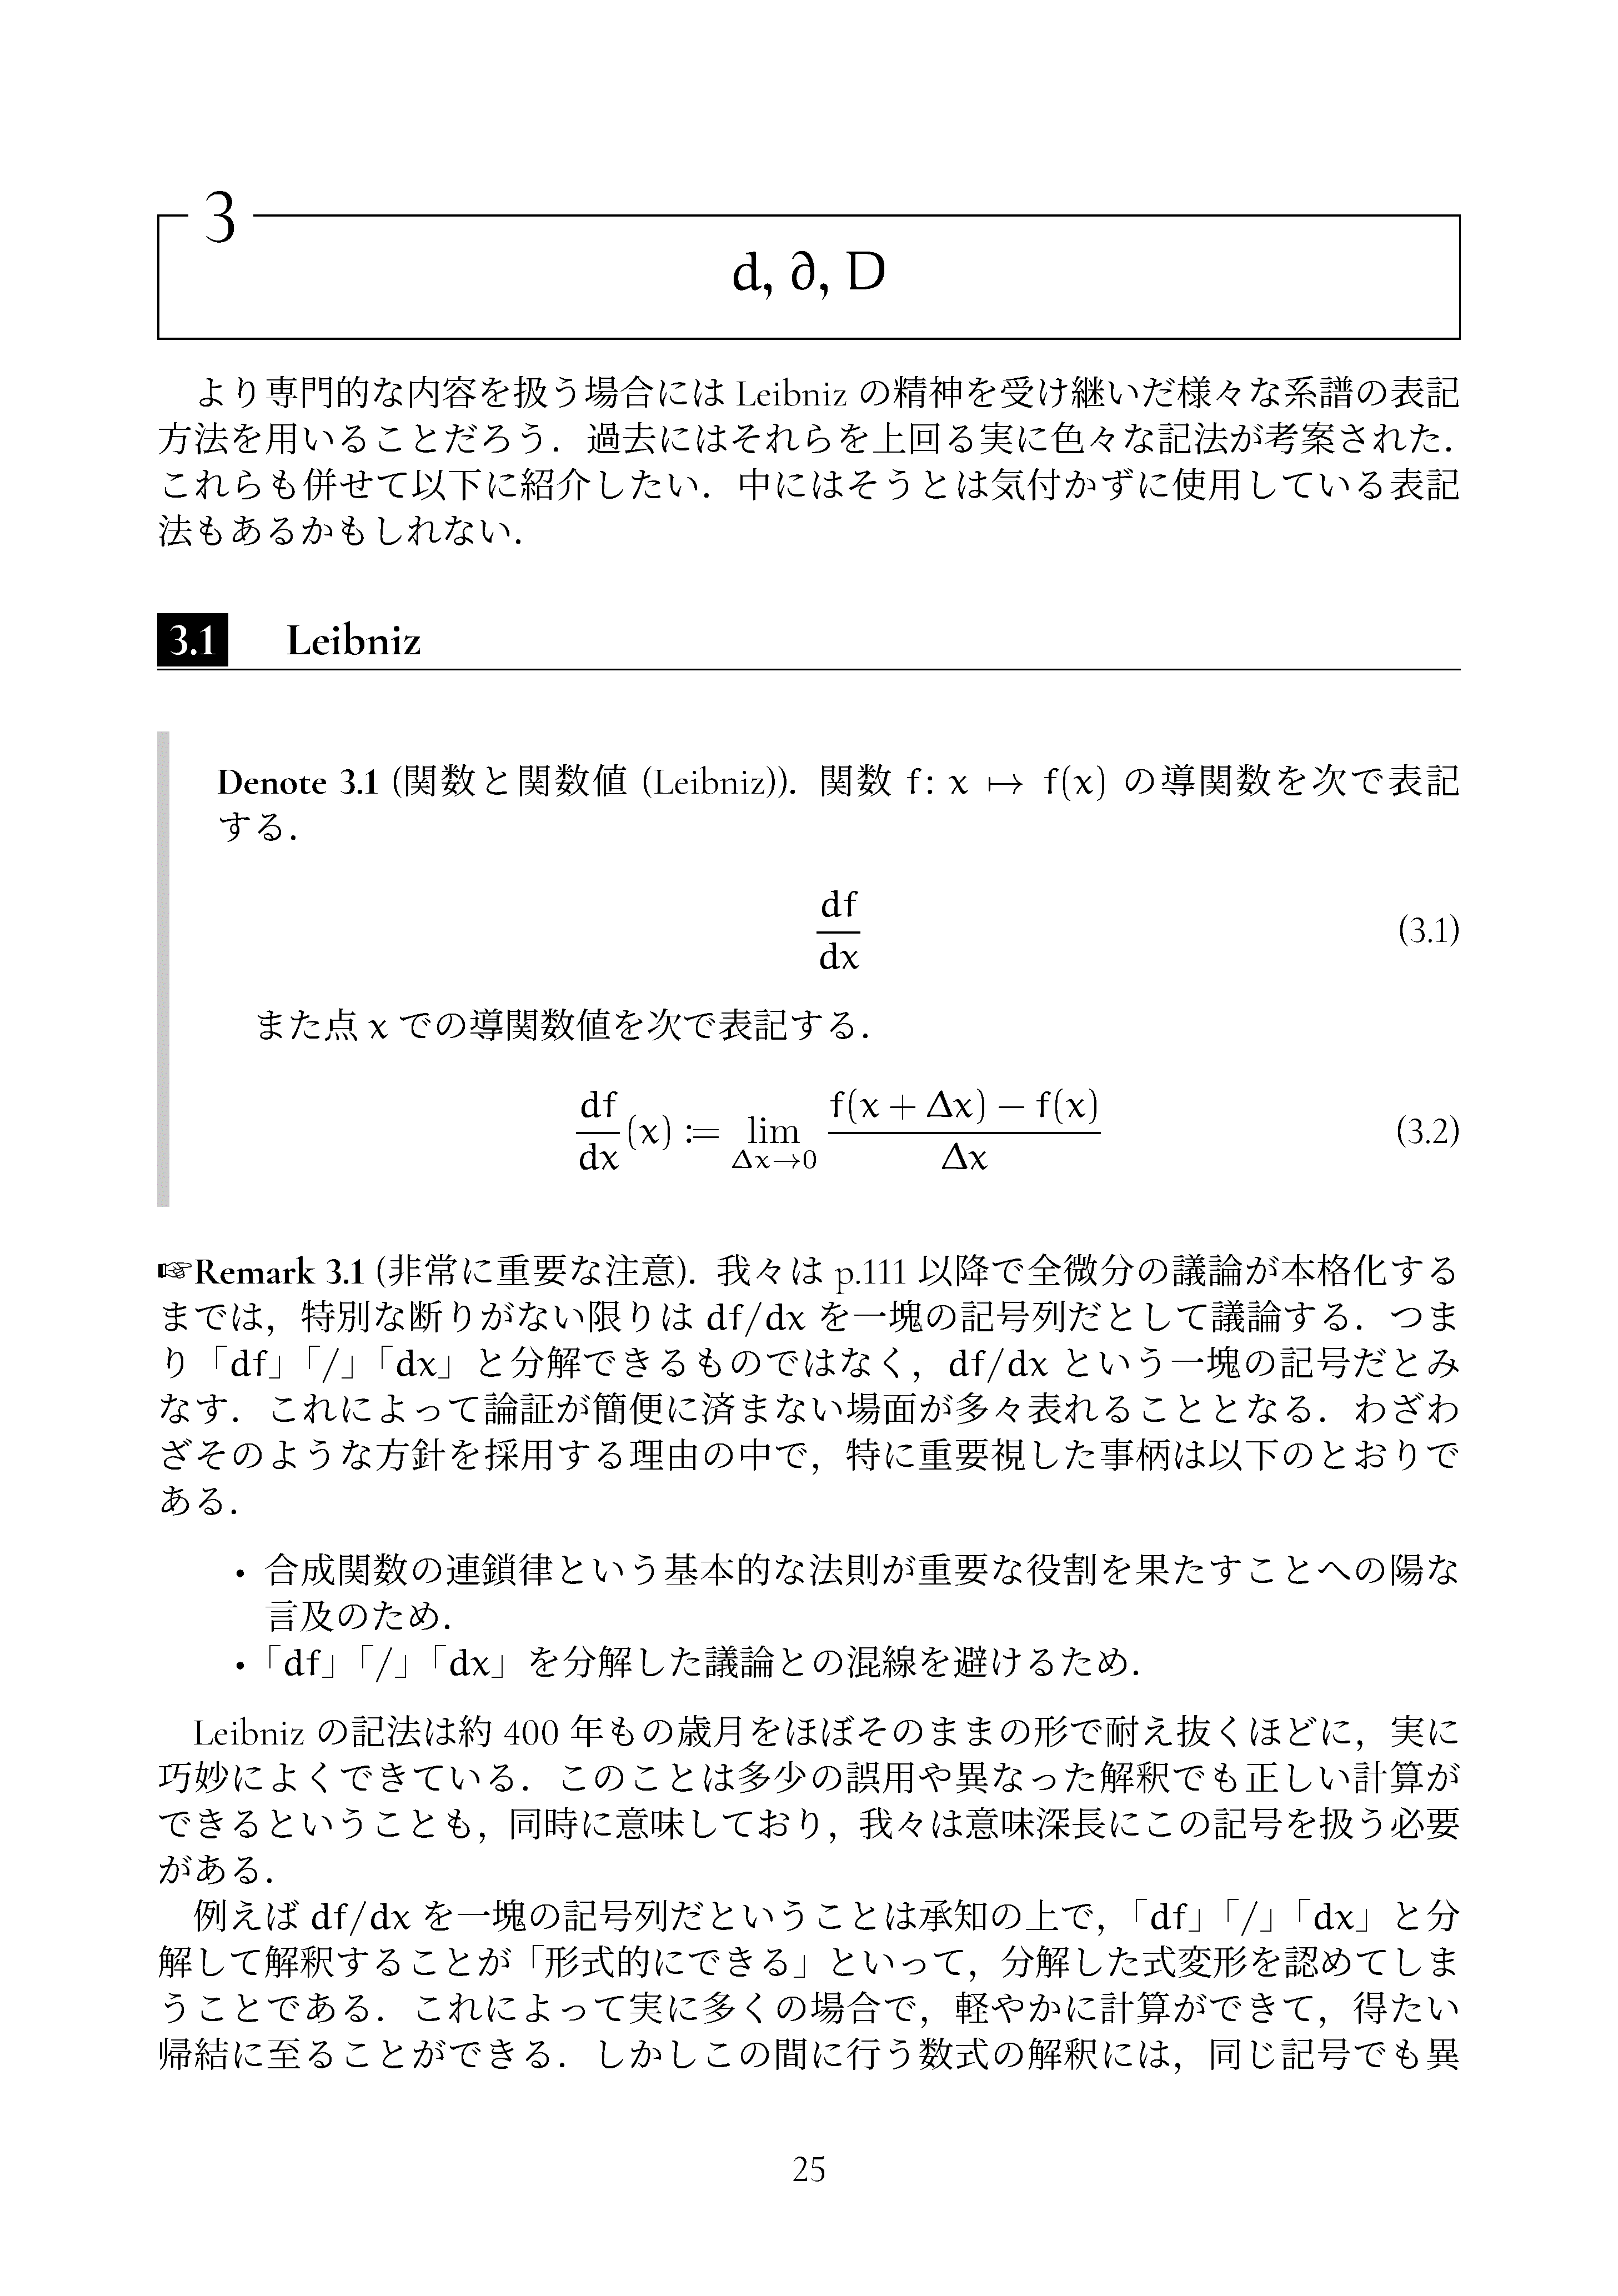 3
d, ∂, D
より専門的な内容を扱う場合には Leibniz の精神を受け継いだ様々な系譜の表記
方法を用いることだろう．過去にはそれらを上回る実に色々な記法が考案された．
これらも併せて以下に紹介したい．中にはそうとは気付かずに使用している表記
法もあるかもしれない．
3.1 Leibniz
Denote 3.1 (関数と関数値 (Leibniz))．関数 f: x ↦ f(x) の導関数を次で表記
する．
df/dx (3.1)
また点 x での導関数値を次で表記する．
df/dx (x) := lim_{Δx→0} (f(x + Δx) − f(x))/Δx (3.2)
☞Remark 3.1 (非常に重要な注意)．我々は p.111 以降で全微分の議論が本格化する
までは，特別な断りがない限りは df/dx を一塊の記号列だとして議論する．つま
り「df」「/」「dx」と分解できるものではなく，df/dx という一塊の記号だとみ
なす．これによって論証が簡便に済まない場面が多々表れることとなる．わざわ
ざそのような方針を採用する理由の中で，特に重要視した事柄は以下のとおりで
ある．
• 合成関数の連鎖律という基本的な法則が重要な役割を果たすことへの陽な
言及のため．
•「df」「/」「dx」を分解した議論との混線を避けるため．
Leibniz の記法は約 400 年もの歳月をほぼそのままの形で耐え抜くほどに，実に
巧妙によくできている．このことは多少の誤用や異なった解釈でも正しい計算が
できるということも，同時に意味しており，我々は意味深長にこの記号を扱う必要
がある．
例えば df/dx を一塊の記号列だということは承知の上で，「df」「/」「dx」と分
解して解釈することが「形式的にできる」といって，分解した式変形を認めてしま
うことである．これによって実に多くの場合で，軽やかに計算ができて，得たい
帰結に至ることができる．しかしこの間に行う数式の解釈には，同じ記号でも異
25